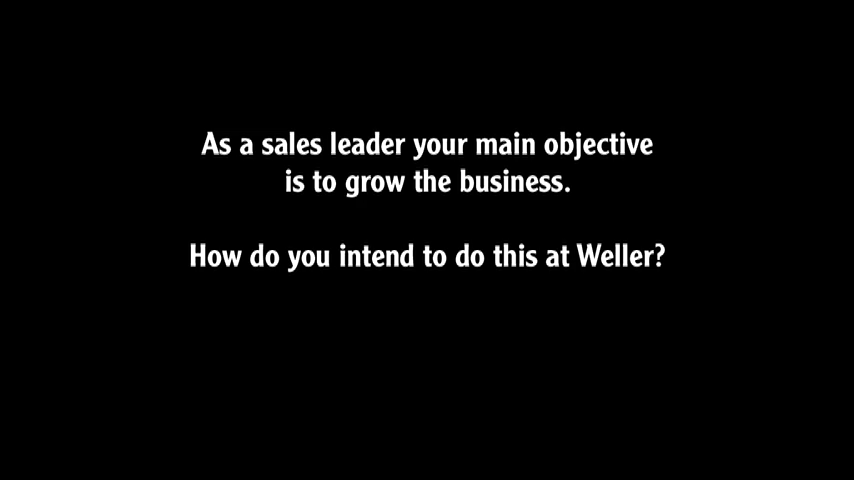 As a sales leader your main objective
is to grow the business.
How do you intend to do this at Weller?